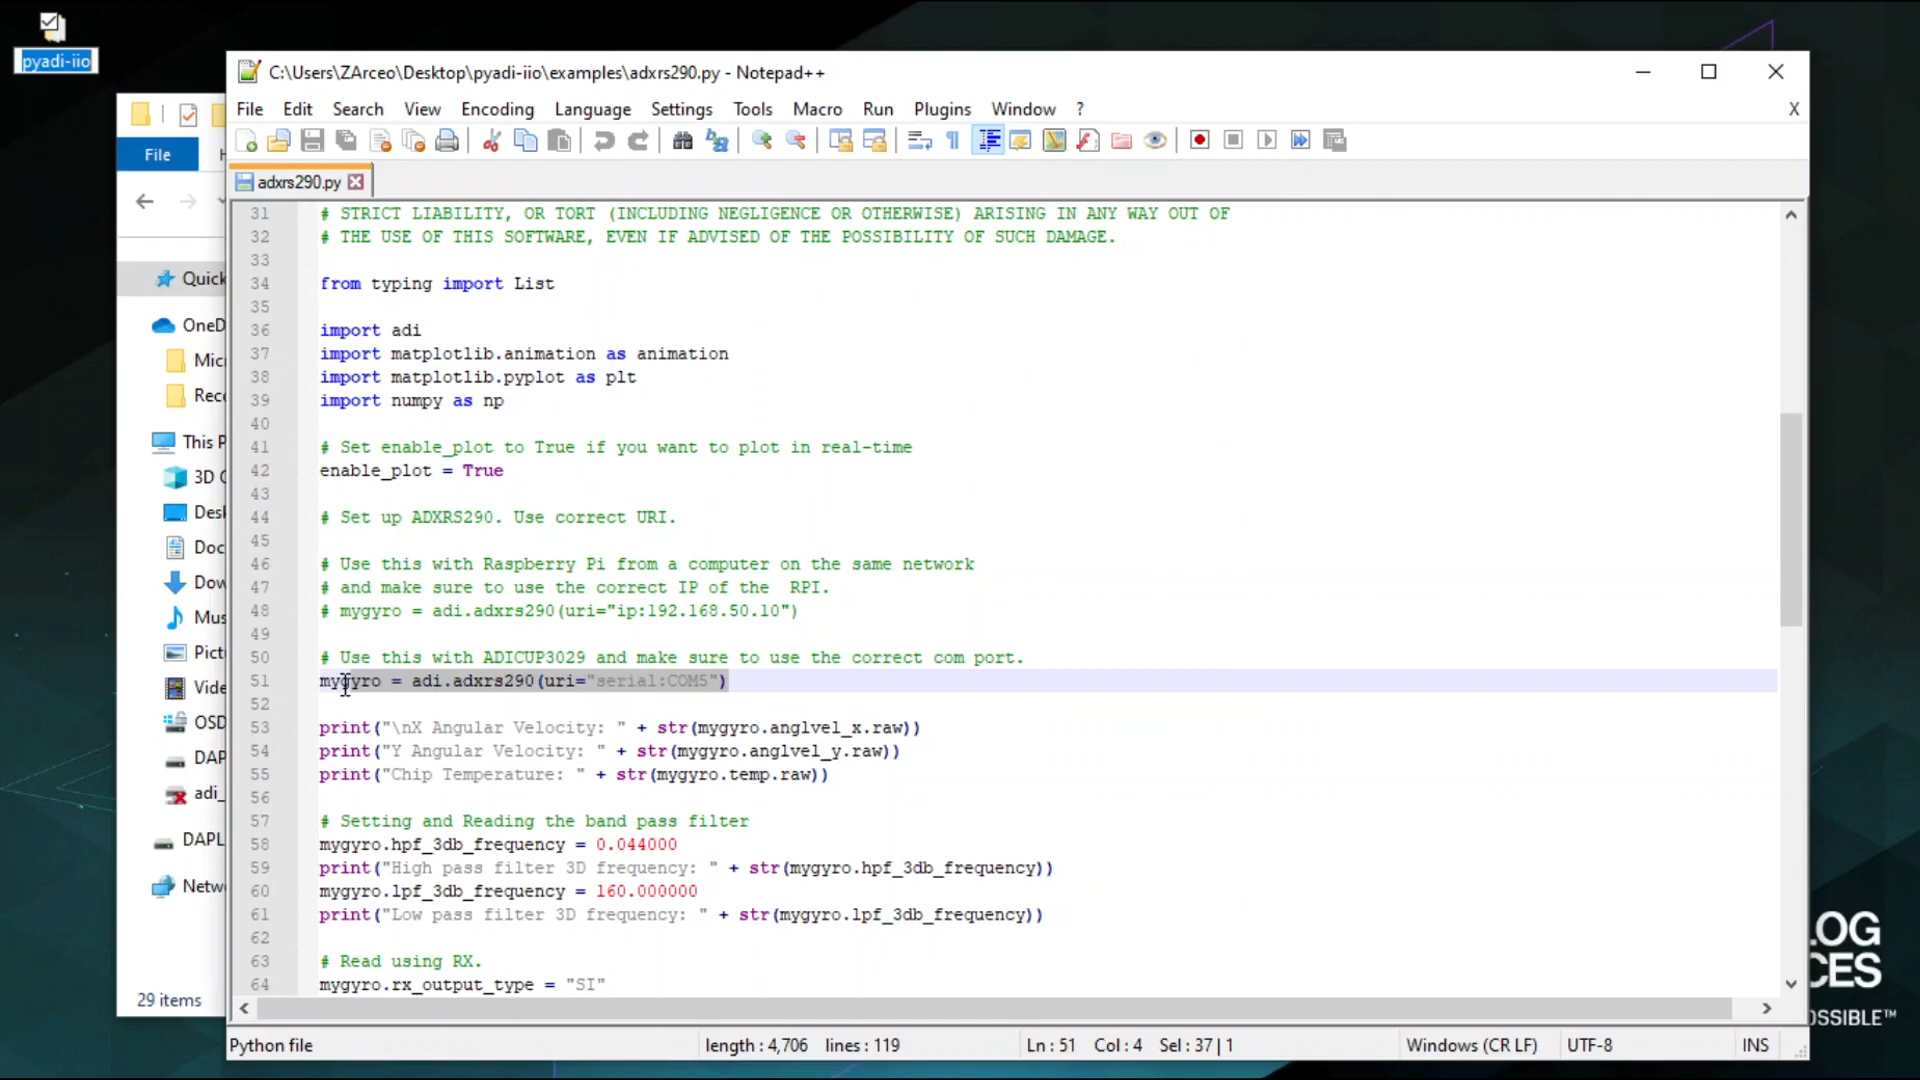 pyadi-iio
C:\Users\ZArceo\Desktop\pyadi-iio\examples\adxrs290.py - Notepad++
File Edit Search View Encoding Language Settings Tools Macro Run Plugins Window ? X
File
adxrs290.py
Quick
OneD
Micr
Reco
This P
3D O
Desk
Doc
Dow
Mus
Pict
Vide
OSD
DAP
adi_
DAPL
Netw
29 items
31 # STRICT LIABILITY, OR TORT (INCLUDING NEGLIGENCE OR OTHERWISE) ARISING IN ANY WAY OUT OF
32 # THE USE OF THIS SOFTWARE, EVEN IF ADVISED OF THE POSSIBILITY OF SUCH DAMAGE.
33
34 from typing import List
35
36 import adi
37 import matplotlib.animation as animation
38 import matplotlib.pyplot as plt
39 import numpy as np
40
41 # Set enable_plot to True if you want to plot in real-time
42 enable_plot = True
43
44 # Set up ADXRS290. Use correct URI.
45
46 # Use this with Raspberry Pi from a computer on the same network
47 # and make sure to use the correct IP of the  RPI.
48 # mygyro = adi.adxrs290(uri="ip:192.168.50.10")
49
50 # Use this with ADICUP3029 and make sure to use the correct com port.
51 mygyro = adi.adxrs290(uri="serial:COM5")
52
53 print("\nX Angular Velocity: " + str(mygyro.anglvel_x.raw))
54 print("Y Angular Velocity: " + str(mygyro.anglvel_y.raw))
55 print("Chip Temperature: " + str(mygyro.temp.raw))
56
57 # Setting and Reading the band pass filter
58 mygyro.hpf_3db_frequency = 0.044000
59 print("High pass filter 3D frequency: " + str(mygyro.hpf_3db_frequency))
60 mygyro.lpf_3db_frequency = 160.000000
61 print("Low pass filter 3D frequency: " + str(mygyro.lpf_3db_frequency))
62
63 # Read using RX.
64 mygyro.rx_output_type = "SI"
Python file length : 4,706 lines : 119 Ln : 51 Col : 4 Sel : 37 | 1 Windows (CR LF) UTF-8 INS
LOG
CES
OSSIBLE™